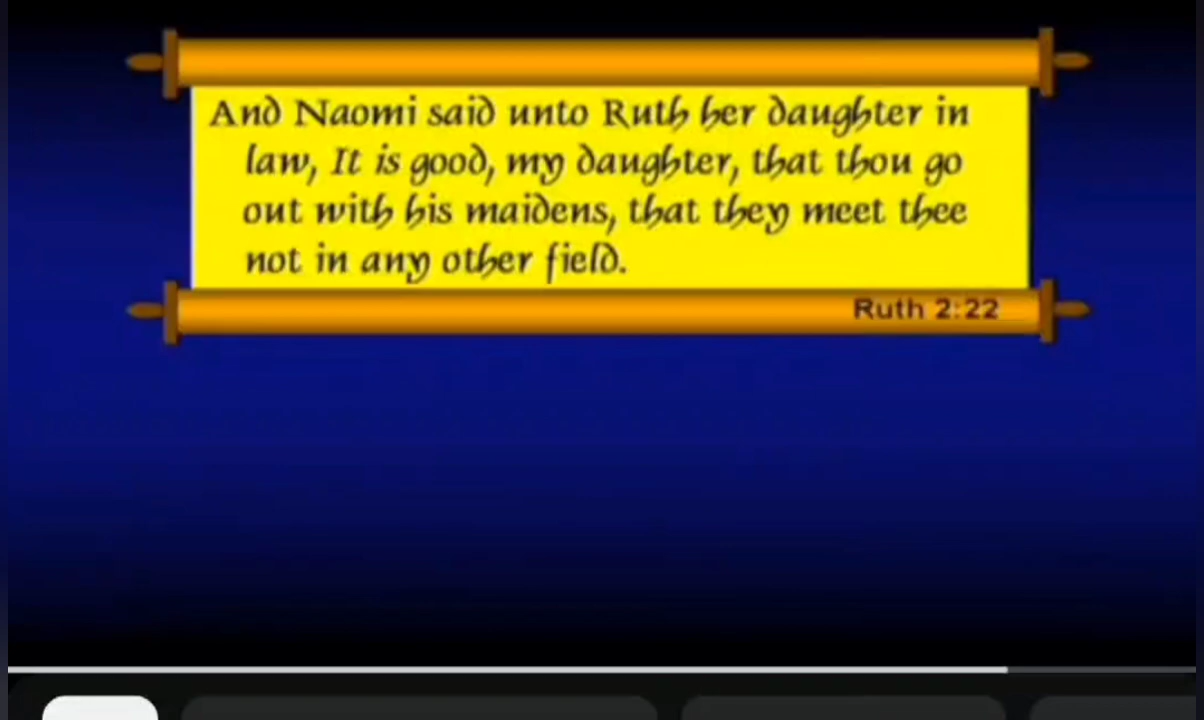 And Naomi said unto Ruth her daughter in
law, It is good, my daughter, that thou go
out with his maidens, that they meet thee
not in any other field.
Ruth 2:22